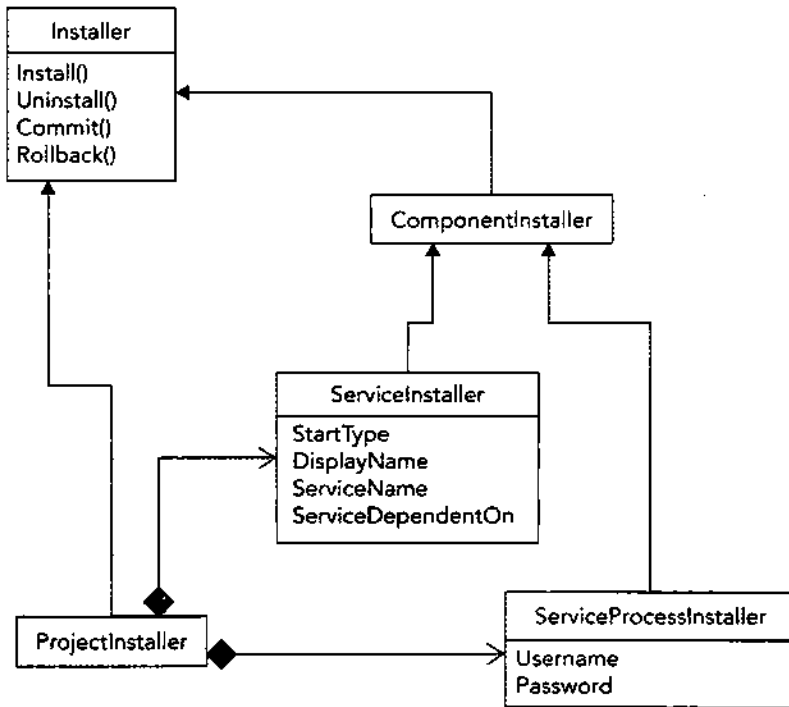 Installer
Install()
Uninstall()
Commit()
Rollback()
ComponentInstaller
ServiceInstaller
StartType
DisplayName
ServiceName
ServiceDependentOn
ProjectInstaller
ServiceProcessInstaller
Username
Password